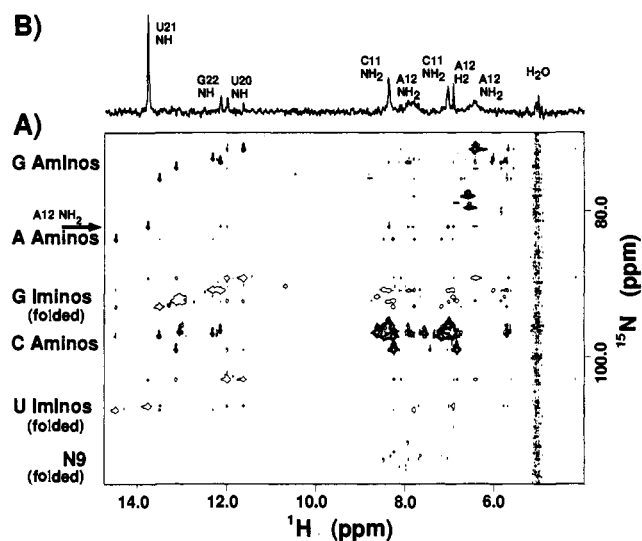 B)
U21
NH
G22
NH
U20
NH
C11
NH₂
A12
NH₂
C11
NH₂
A12
H2
A12
NH₂
H₂O
A)
G Aminos
A12 NH₂
A Aminos
G Iminos
(folded)
C Aminos
U Iminos
(folded)
N9
(folded)
80.0
100.0
¹⁵N (ppm)
14.0 12.0 10.0 8.0 6.0
¹H (ppm)